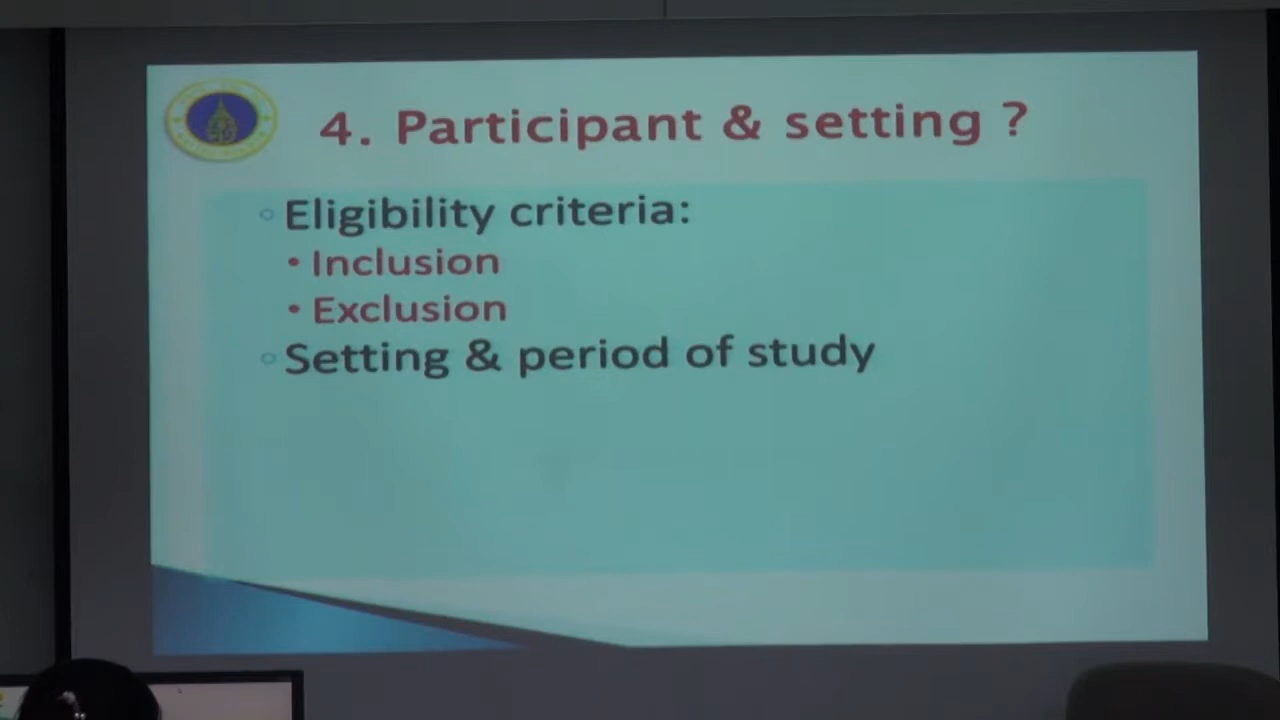 4. Participant & setting ?
Eligibility criteria:
• Inclusion
• Exclusion
Setting & period of study